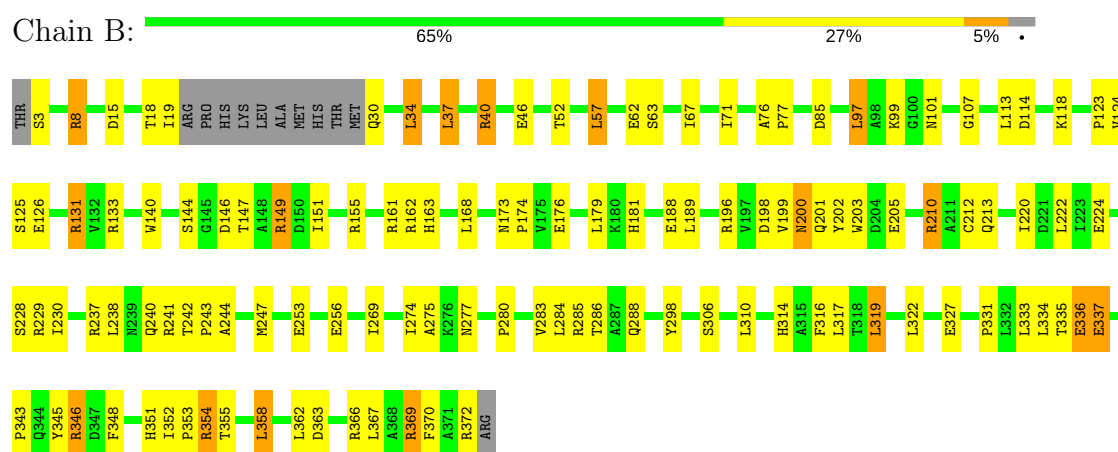 Chain B:
65% 27% 5% •
THR S3 R8 D15 T18 I19 ARG PRO HIS LYS LEU ALA MET HIS THR MET Q30 L34 L37 R40 E46 T52 L57 E62 S63 I67 I71 A76 P77 D85 L97 A98 K99 G100 N101 G107 L113 D114 K118 P123 V124
S125 E126 R131 V132 R133 W140 S144 G145 D146 T147 A148 R149 D150 I151 R155 R161 R162 H163 L168 N173 P174 V175 E176 L179 K180 H181 E188 L189 R196 V197 D198 V199 N200 Q201 Y202 W203 D204 E205 R210 A211 C212 Q213 I220 D221 L222 I223 E224
S228 R229 I230 R237 L238 N239 Q240 R241 T242 P243 A244 M247 E253 E256 I269 I274 A275 K276 N277 P280 V283 L284 R285 T286 A287 Q288 Y298 S306 L310 H314 A315 F316 L317 T318 L319 L322 E327 P331 L332 L333 L334 T335 E336 E337
P343 Q344 Y345 R346 D347 F348 H351 I352 P353 R354 T355 L358 L362 D363 R366 L367 A368 R369 F370 A371 R372 ARG